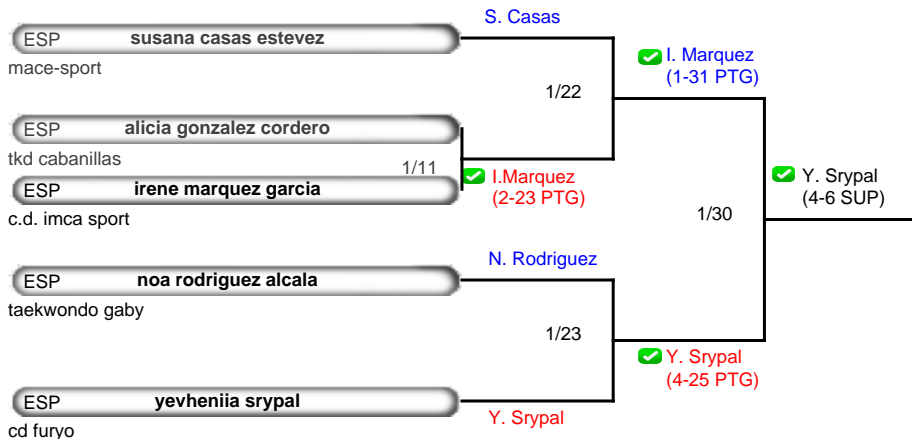 S. Casas
ESP susana casas estevez
mace-sport
I. Marquez
(1-31 PTG)
1/22
ESP alicia gonzalez cordero
tkd cabanillas
1/11
I.Marquez
(2-23 PTG)
ESP irene marquez garcia
c.d. imca sport
Y. Srypal
(4-6 SUP)
1/30
N. Rodriguez
ESP noa rodriguez alcala
taekwondo gaby
1/23
Y. Srypal
(4-25 PTG)
ESP yevheniia srypal
Y. Srypal
cd furyo